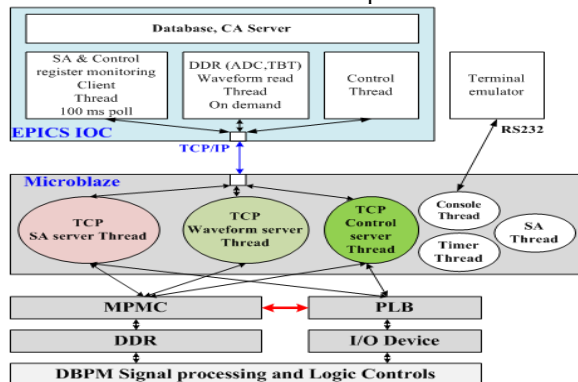 Database, CA Server
SA & Control
register monitoring
Client
Thread
100 ms poll
DDR (ADC,TBT)
Waveform read
Thread
On demand
Control
Thread
Terminal
emulator
EPICS IOC
TCP/IP
RS232
Microblaze
TCP
SA server Thread
TCP
Waveform server
Thread
TCP
Control
server
Thread
Console
Thread
Timer
Thread
SA
Thread
MPMC
PLB
DDR
I/O Device
DBPM Signal processing and Logic Controls